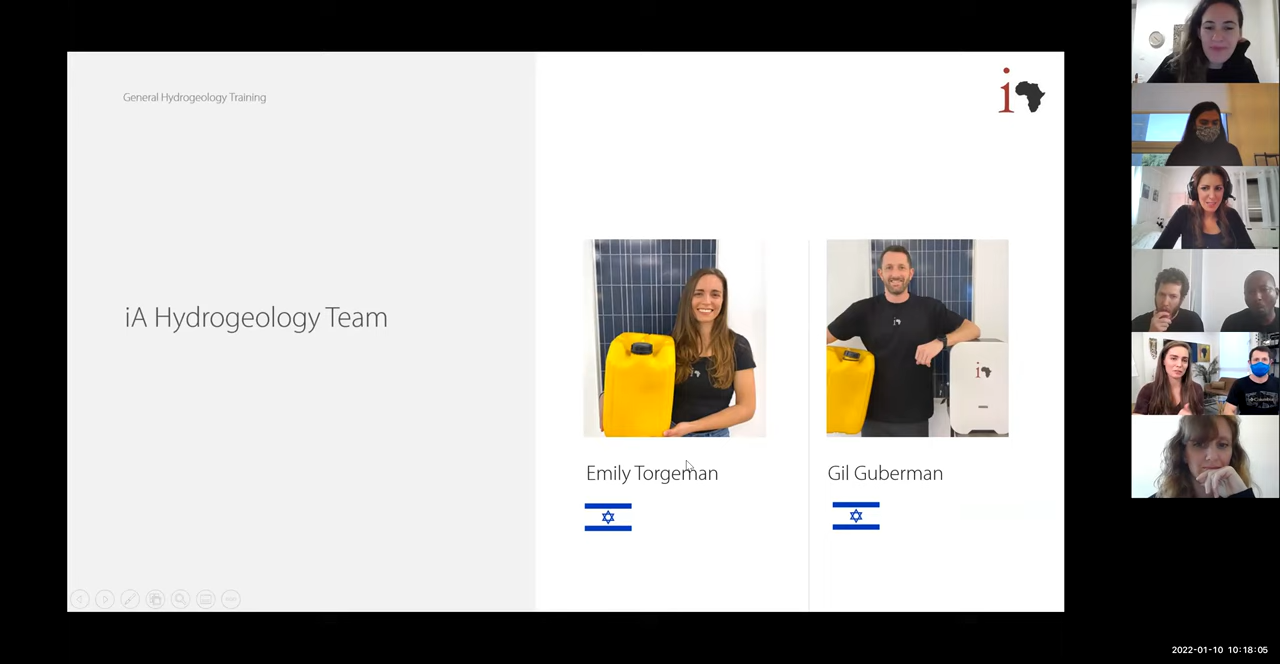 General Hydrogeology Training
i
iA Hydrogeology Team
i
Emily Torgeman
Gil Guberman
2022-01-10 10:18:05